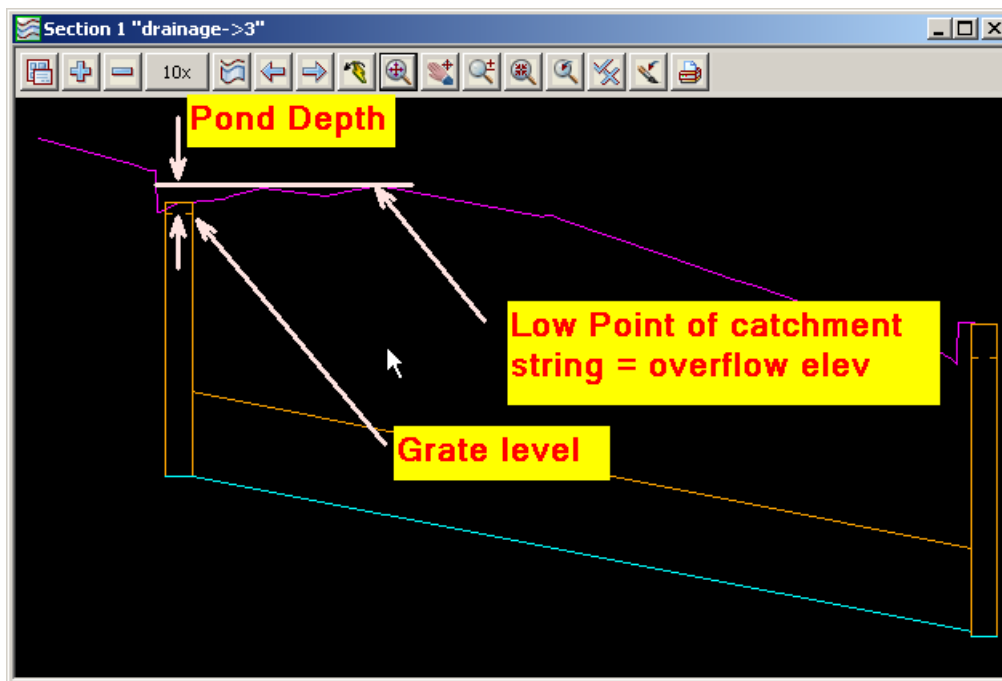 Section 1 "drainage->3"
10x
Pond Depth
Low Point of catchment
string = overflow elev
Grate level